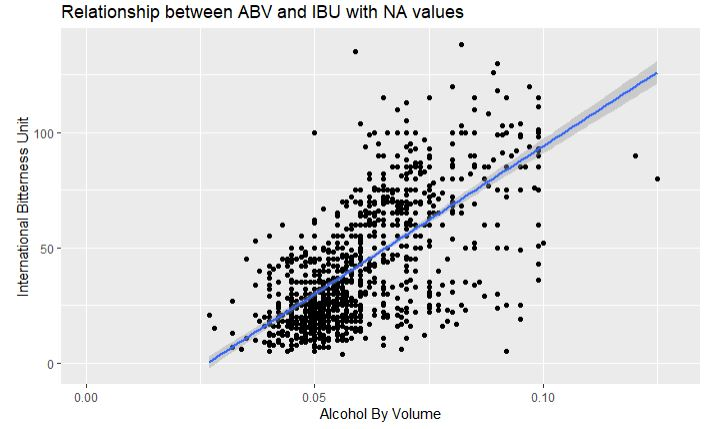 Relationship between ABV and IBU with NA values
International Bitterness Unit
100
50
0
0.00
0.05
0.10
Alcohol By Volume